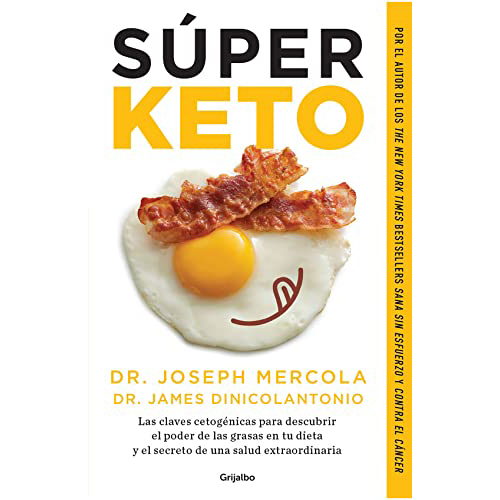 SÚPER
KETO
DR. JOSEPH MERCOLA
DR. JAMES DINICOLANTONIO
Las claves cetogénicas para descubrir
el poder de las grasas en tu dieta
y el secreto de una salud extraordinaria
Grijalbo
POR EL AUTOR DE LOS THE NEW YORK TIMES BESTSELLERS SANA SIN ESFUERZO Y CONTRA EL CÁNCER